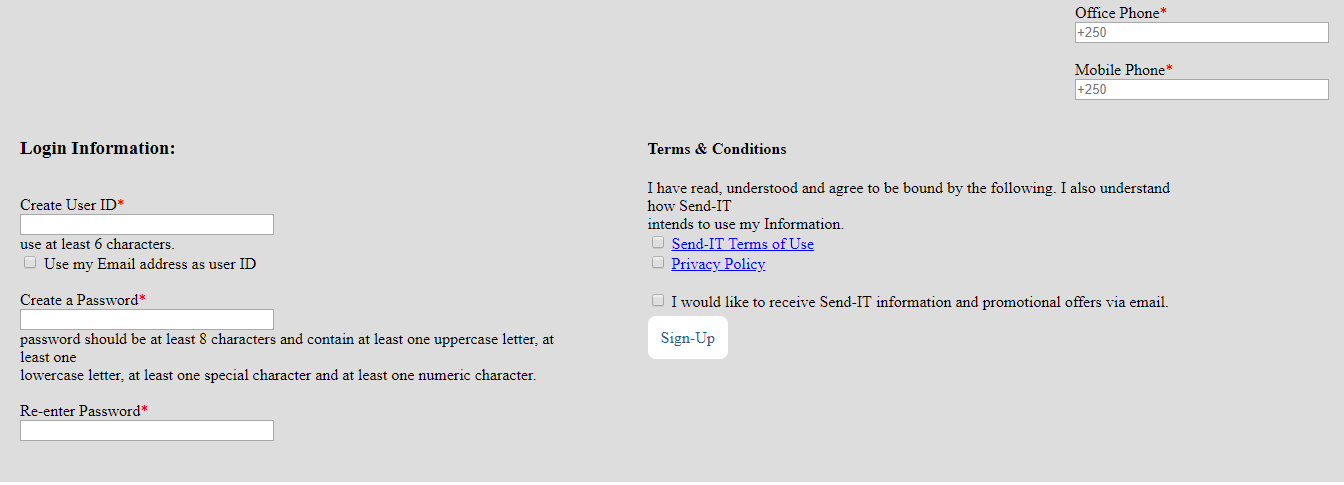 Office Phone*
+250
Mobile Phone*
+250
Login Information:
Create User ID*
use at least 6 characters.
Use my Email address as user ID
Create a Password*
password should be at least 8 characters and contain at least one uppercase letter, at
least one
lowercase letter, at least one special character and at least one numeric character.
Re-enter Password*
Terms & Conditions
I have read, understood and agree to be bound by the following. I also understand
how Send-IT
intends to use my Information.
Send-IT Terms of Use
Privacy Policy
I would like to receive Send-IT information and promotional offers via email.
Sign-Up